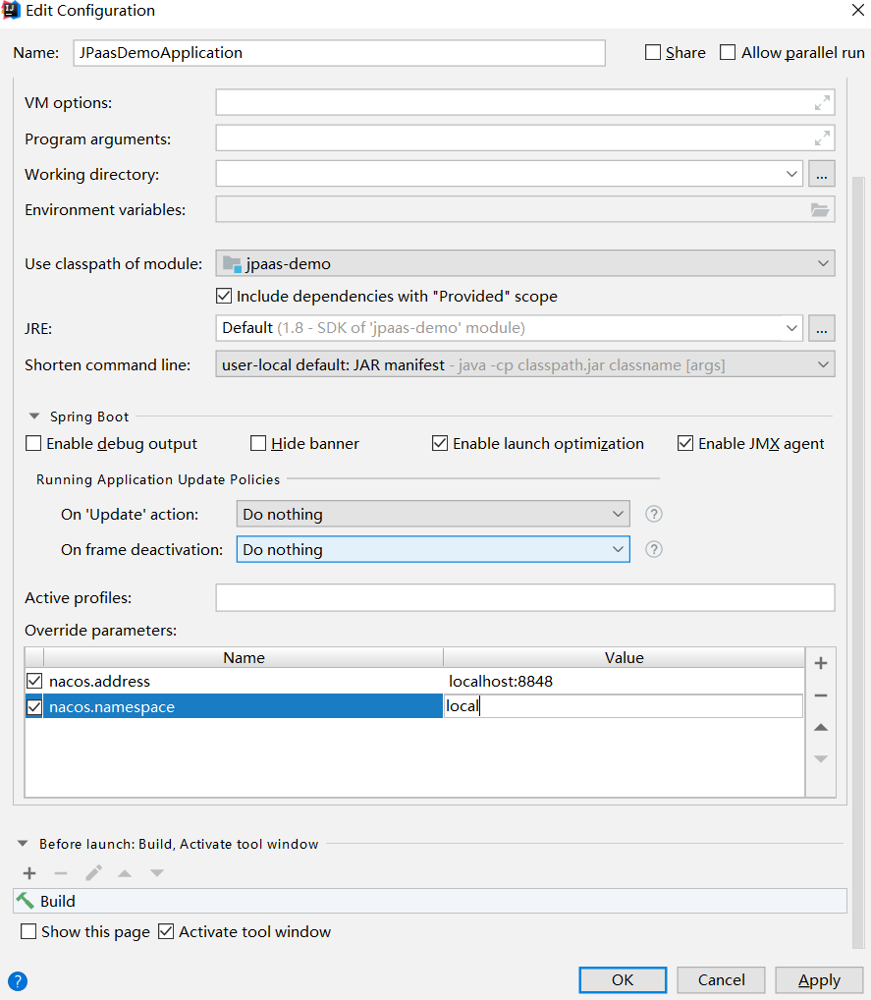 Edit Configuration
Name: JPaasDemoApplication Share Allow parallel run
VM options:
Program arguments:
Working directory: ...
Environment variables:
Use classpath of module: jpaas-demo
Include dependencies with "Provided" scope
JRE: Default (1.8 - SDK of 'jpaas-demo' module) ...
Shorten command line: user-local default: JAR manifest - java -cp classpath.jar classname [args]
Spring Boot
Enable debug output Hide banner Enable launch optimization Enable JMX agent
Running Application Update Policies
On 'Update' action: Do nothing ?
On frame deactivation: Do nothing ?
Active profiles:
Override parameters:
Name Value
nacos.address localhost:8848
nacos.namespace local
Before launch: Build, Activate tool window
Build
Show this page Activate tool window
? OK Cancel Apply